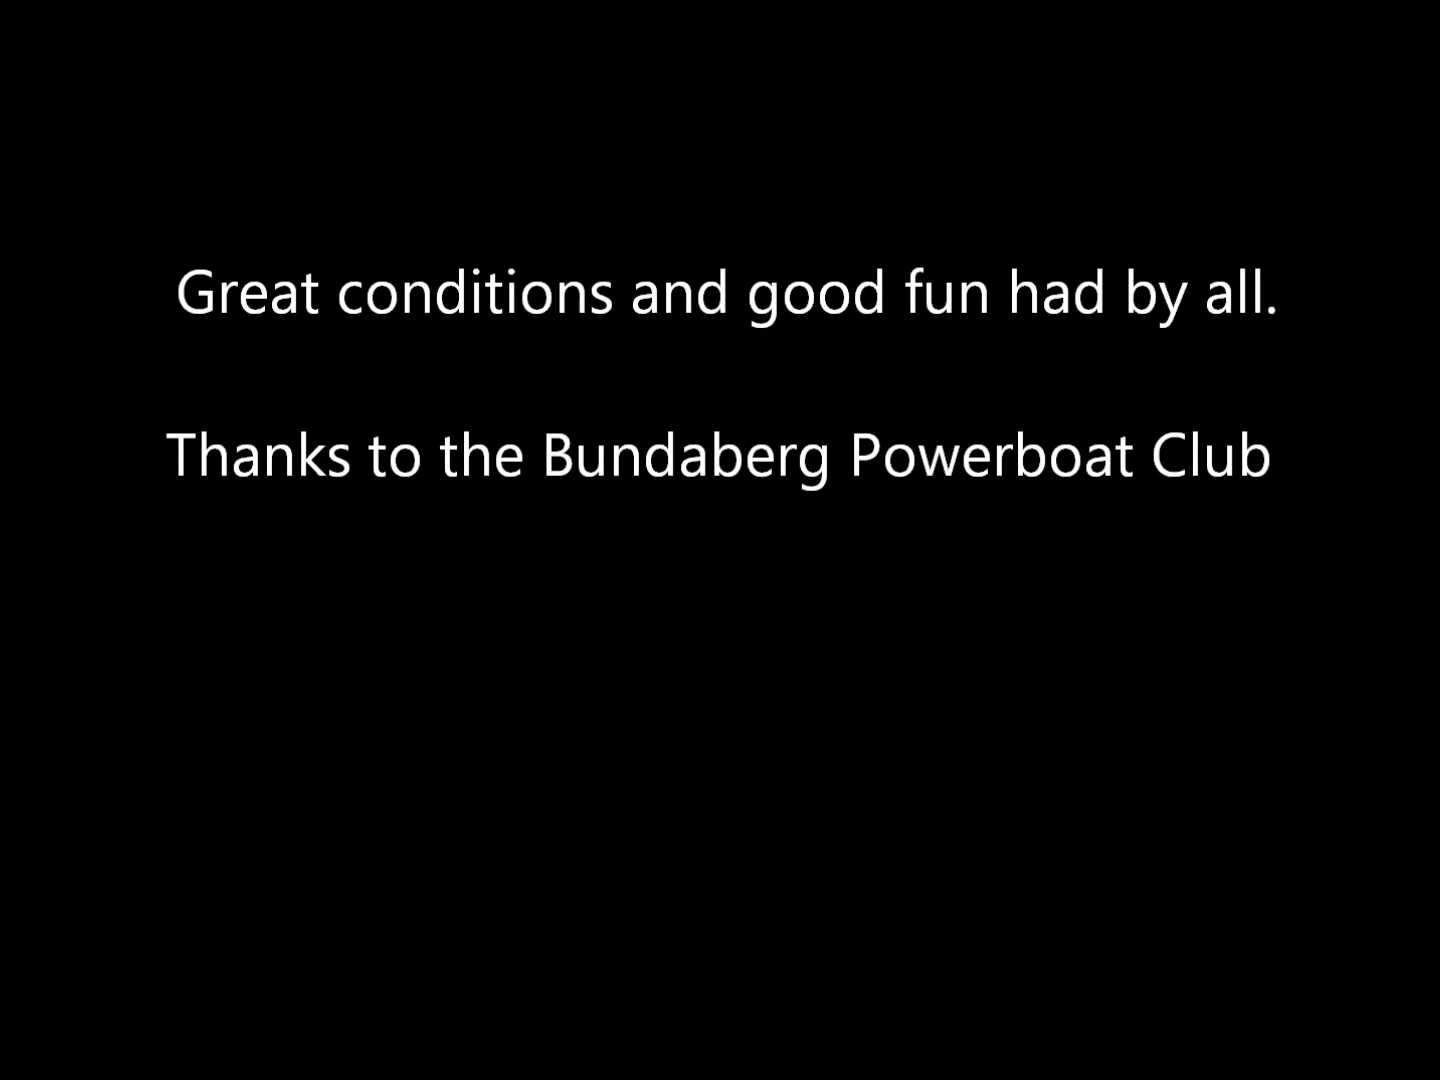 Great conditions and good fun had by all.
Thanks to the Bundaberg Powerboat Club